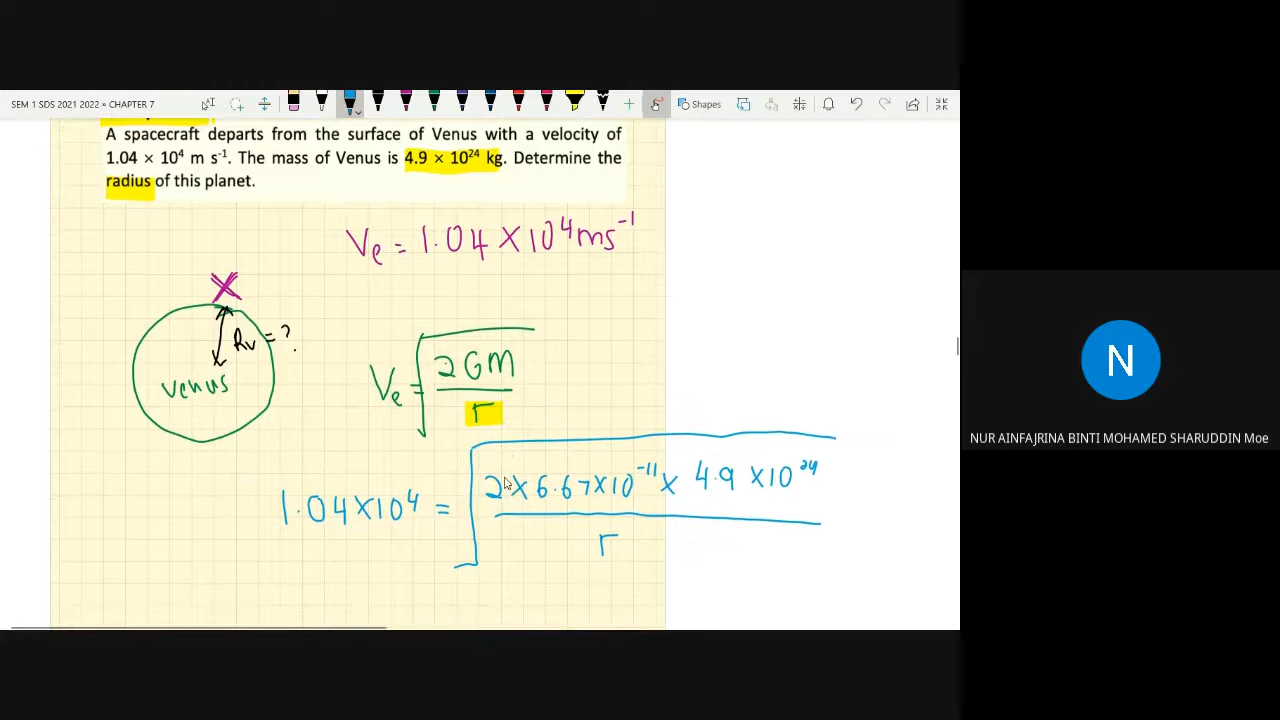 SEM 1 SDS 2021 2022 » CHAPTER 7
Shapes
A spacecraft departs from the surface of Venus with a velocity of
1.04 × 10⁴ m s⁻¹. The mass of Venus is 4.9 × 10²⁴ kg. Determine the
radius of this planet.
Ve = 1.04 × 10⁴ ms⁻¹
X
Rv = ?
venus
Ve = √(2GM / r)
1.04 × 10⁴ = √(2 × 6.67 × 10⁻¹¹ × 4.9 × 10²⁴ / r)
N
NUR AINFAJRINA BINTI MOHAMED SHARUDDIN Moe